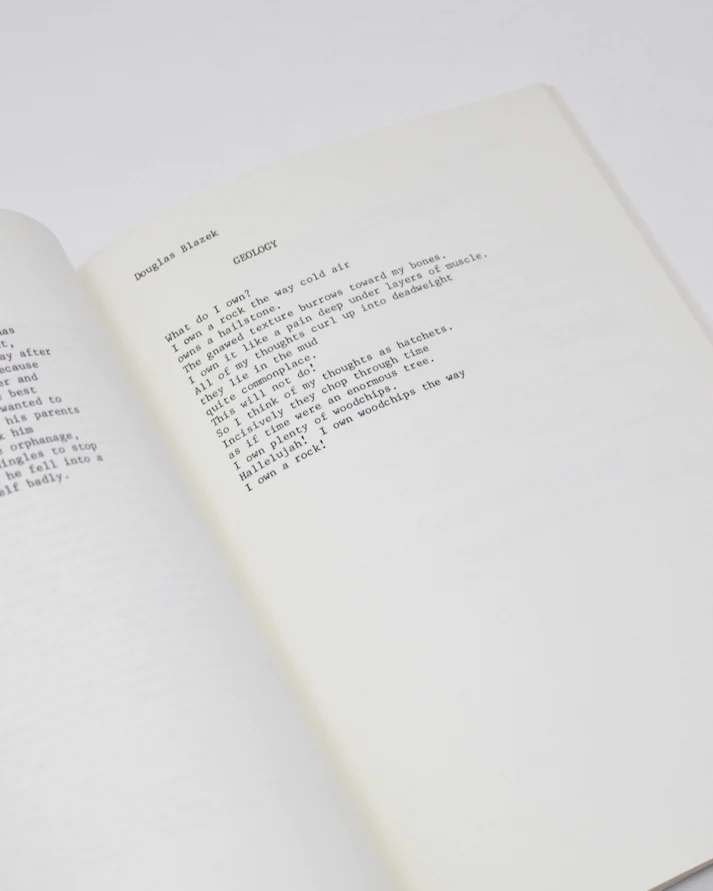 as
t,
ay after
ecause
er and
best
wanted to
his parents
k him
orphanage,
ingles to stop
he fell into a
elf badly.
Douglas Blazek
GEOLOGY
What do I own?
I own a rock the way cold air
owns a hailstone.
The gnawed texture burrows toward my bones.
I own it like a pain deep under layers of muscle.
All of my thoughts curl up into deadweight
they lie in the mud
quite commonplace.
This will not do!
So I think of my thoughts as hatchets.
Incisively they chop through time
as if time were an enormous tree.
I own plenty of woodchips.
Hallelujah! I own woodchips the way
I own a rock!